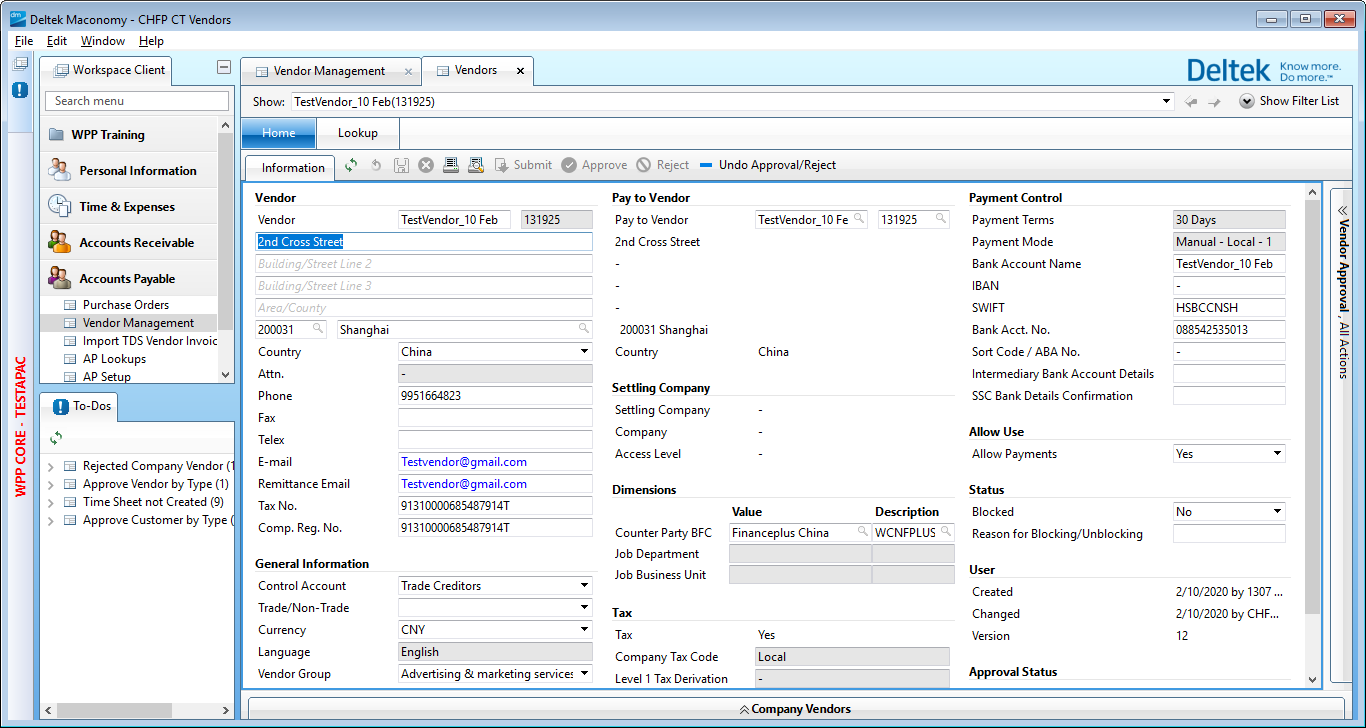 Deltek Maconomy - CHFP CT Vendors
File Edit Window Help
WPP CORE - TESTAPAC
Workspace Client
Search menu
WPP Training
Personal Information
Time & Expenses
Accounts Receivable
Accounts Payable
Purchase Orders
Vendor Management
Import TDS Vendor Invoic
AP Lookups
AP Setup
To-Dos
Rejected Company Vendor (1
Approve Vendor by Type (1)
Time Sheet not Created (9)
Approve Customer by Type (
Vendor Management
Vendors
Deltek Know more.
Do more.™
Show: TestVendor_10 Feb(131925)
Show Filter List
Home Lookup
Information Submit Approve Reject Undo Approval/Reject
Vendor
Vendor TestVendor_10 Feb 131925
2nd Cross Street
Building/Street Line 2
Building/Street Line 3
Area/County
200031 Shanghai
Country China
Attn. -
Phone 9951664823
Fax
Telex
E-mail Testvendor@gmail.com
Remittance Email Testvendor@gmail.com
Tax No. 91310000685487914T
Comp. Reg. No. 91310000685487914T
General Information
Control Account Trade Creditors
Trade/Non-Trade
Currency CNY
Language English
Vendor Group Advertising & marketing services
Pay to Vendor
Pay to Vendor TestVendor_10 Fe 131925
2nd Cross Street
-
-
-
200031 Shanghai
Country China
Settling Company
Settling Company -
Company -
Access Level -
Dimensions
Value Description
Counter Party BFC Financeplus China WCNFPLUS
Job Department
Job Business Unit
Tax
Tax Yes
Company Tax Code Local
Level 1 Tax Derivation -
Payment Control
Payment Terms 30 Days
Payment Mode Manual - Local - 1
Bank Account Name TestVendor_10 Feb
IBAN -
SWIFT HSBCCNSH
Bank Acct. No. 088542535013
Sort Code / ABA No. -
Intermediary Bank Account Details
SSC Bank Details Confirmation
Allow Use
Allow Payments Yes
Status
Blocked No
Reason for Blocking/Unblocking
User
Created 2/10/2020 by 1307 ...
Changed 2/10/2020 by CHF...
Version 12
Approval Status
Vendor Approval , All Actions
Company Vendors